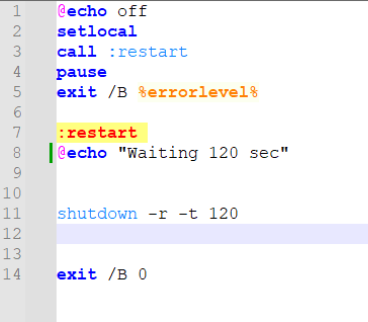 1 @echo off
2 setlocal
3 call :restart
4 pause
5 exit /B %errorlevel%
6
7 :restart
8 @echo "Waiting 120 sec"
9
10
11 shutdown -r -t 120
12
13
14 exit /B 0